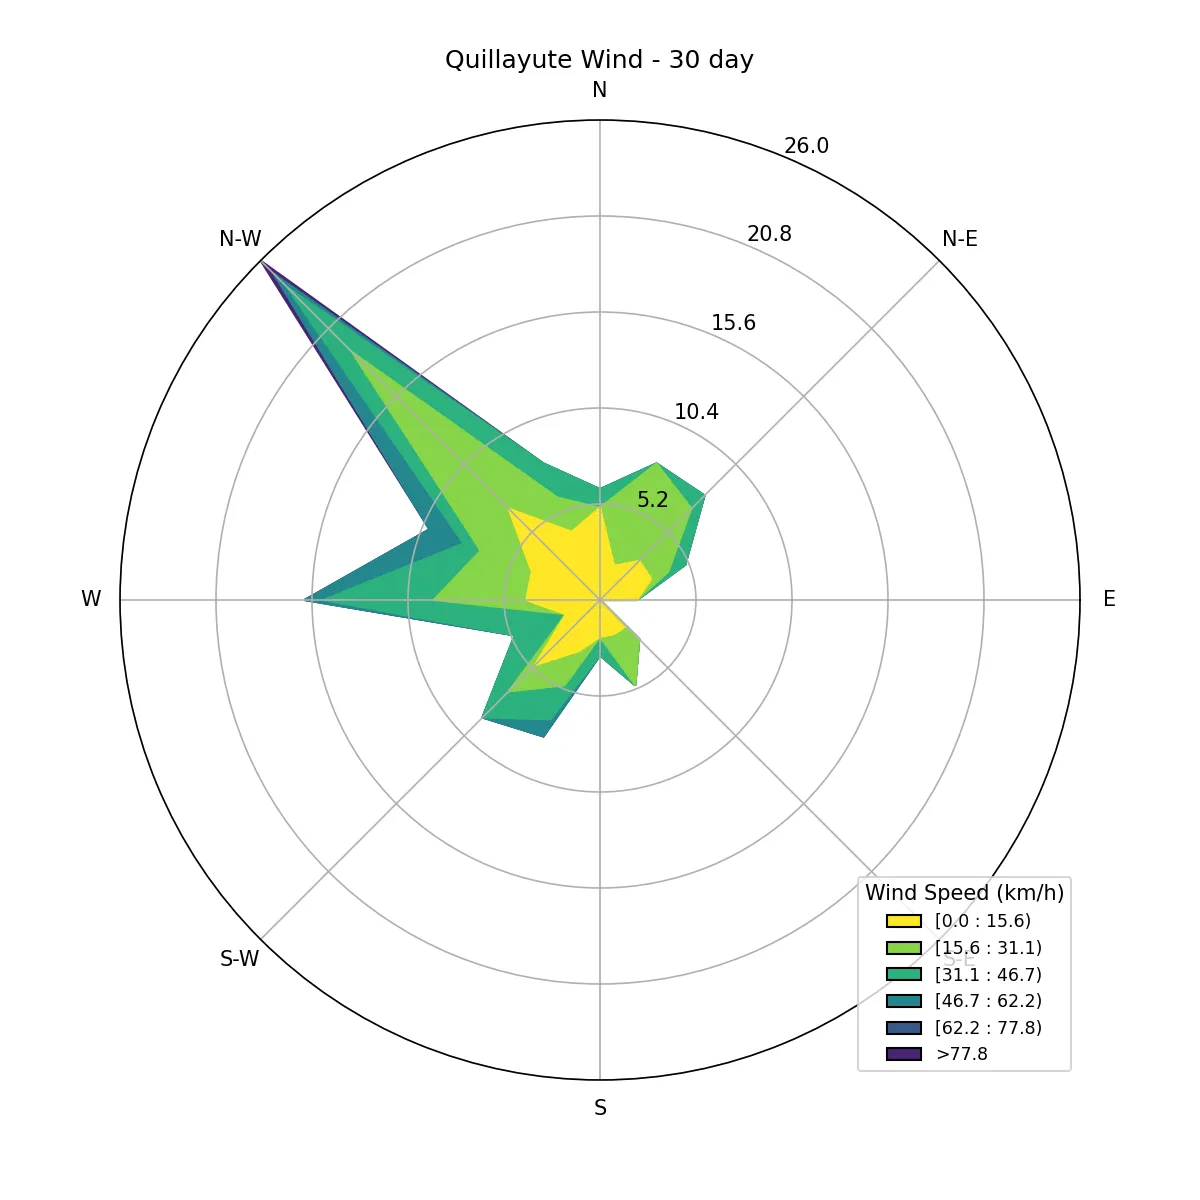 Quillayute Wind - 30 day
N
26.0
N-W
N-E
20.8
15.6
10.4
5.2
W
E
S-W
S-E
S
Wind Speed (km/h)
[0.0 : 15.6)
[15.6 : 31.1)
[31.1 : 46.7)
[46.7 : 62.2)
[62.2 : 77.8)
>77.8